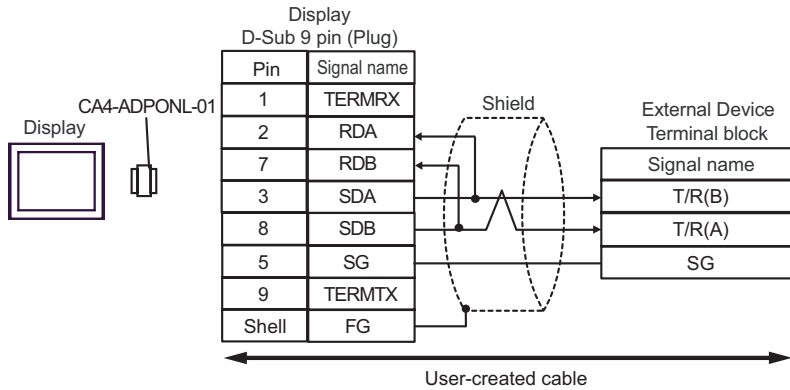 Display
D-Sub 9 pin (Plug)
Pin Signal name
1 TERMRX
2 RDA
7 RDB
3 SDA
8 SDB
5 SG
9 TERMTX
Shell FG
CA4-ADPONL-01
Display
Shield
External Device
Terminal block
Signal name
T/R(B)
T/R(A)
SG
User-created cable